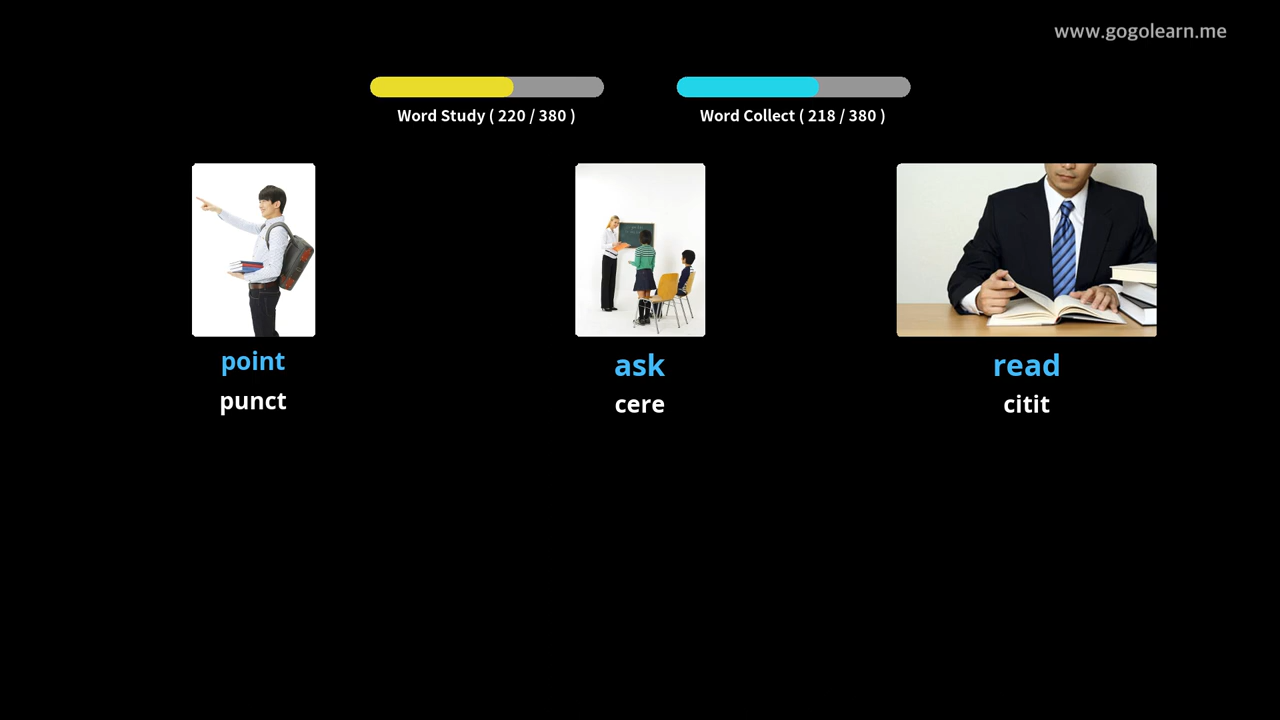 www.gogolearn.me
Word Study ( 220 / 380 )
Word Collect ( 218 / 380 )
point
punct
ask
cere
read
citit